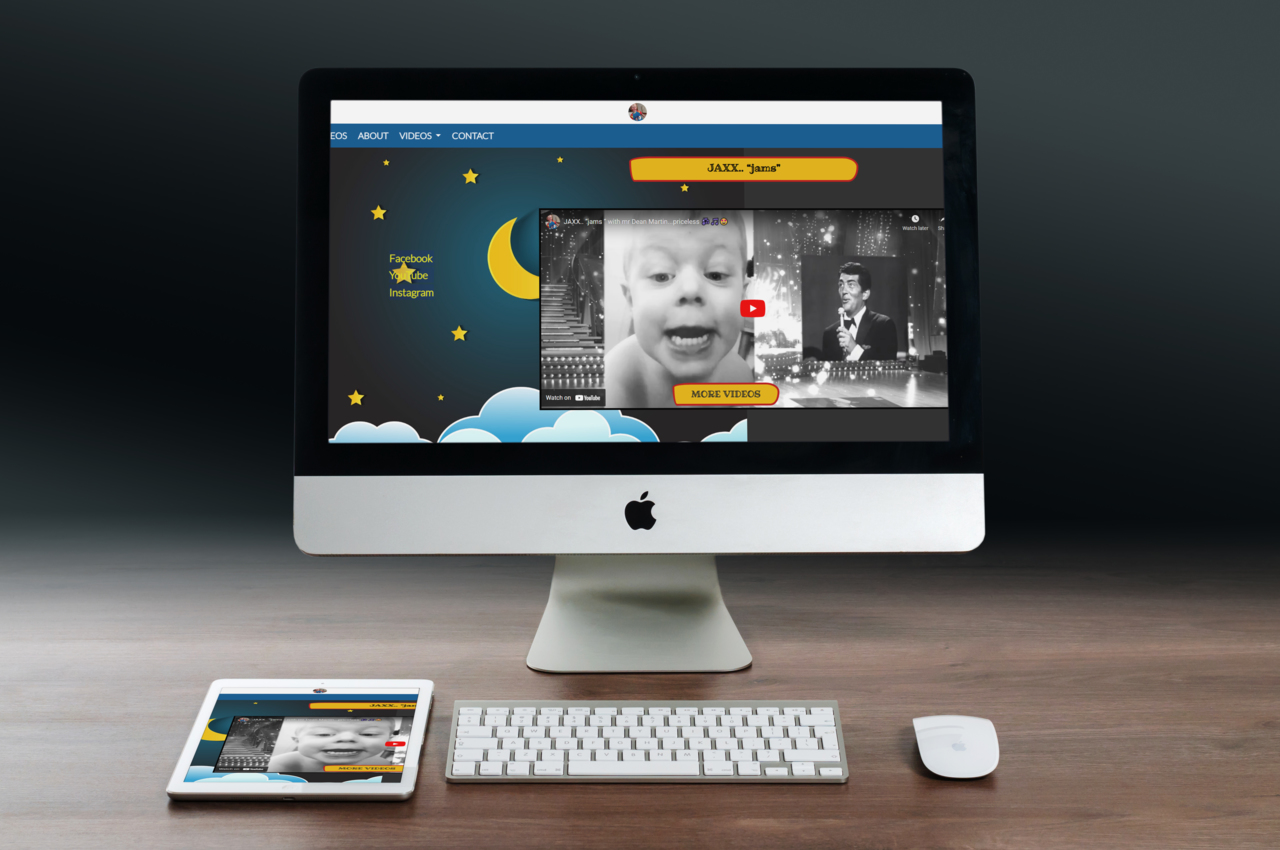 EOS ABOUT VIDEOS CONTACT
JAXX.. "jams"
JAXX.. "jams " with mr Dean Martin.. priceless
Watch later
Sh
Facebook
YouTube
Instagram
MORE VIDEOS
Watch on YouTube
JAXX.. "jam
MORE VIDEOS